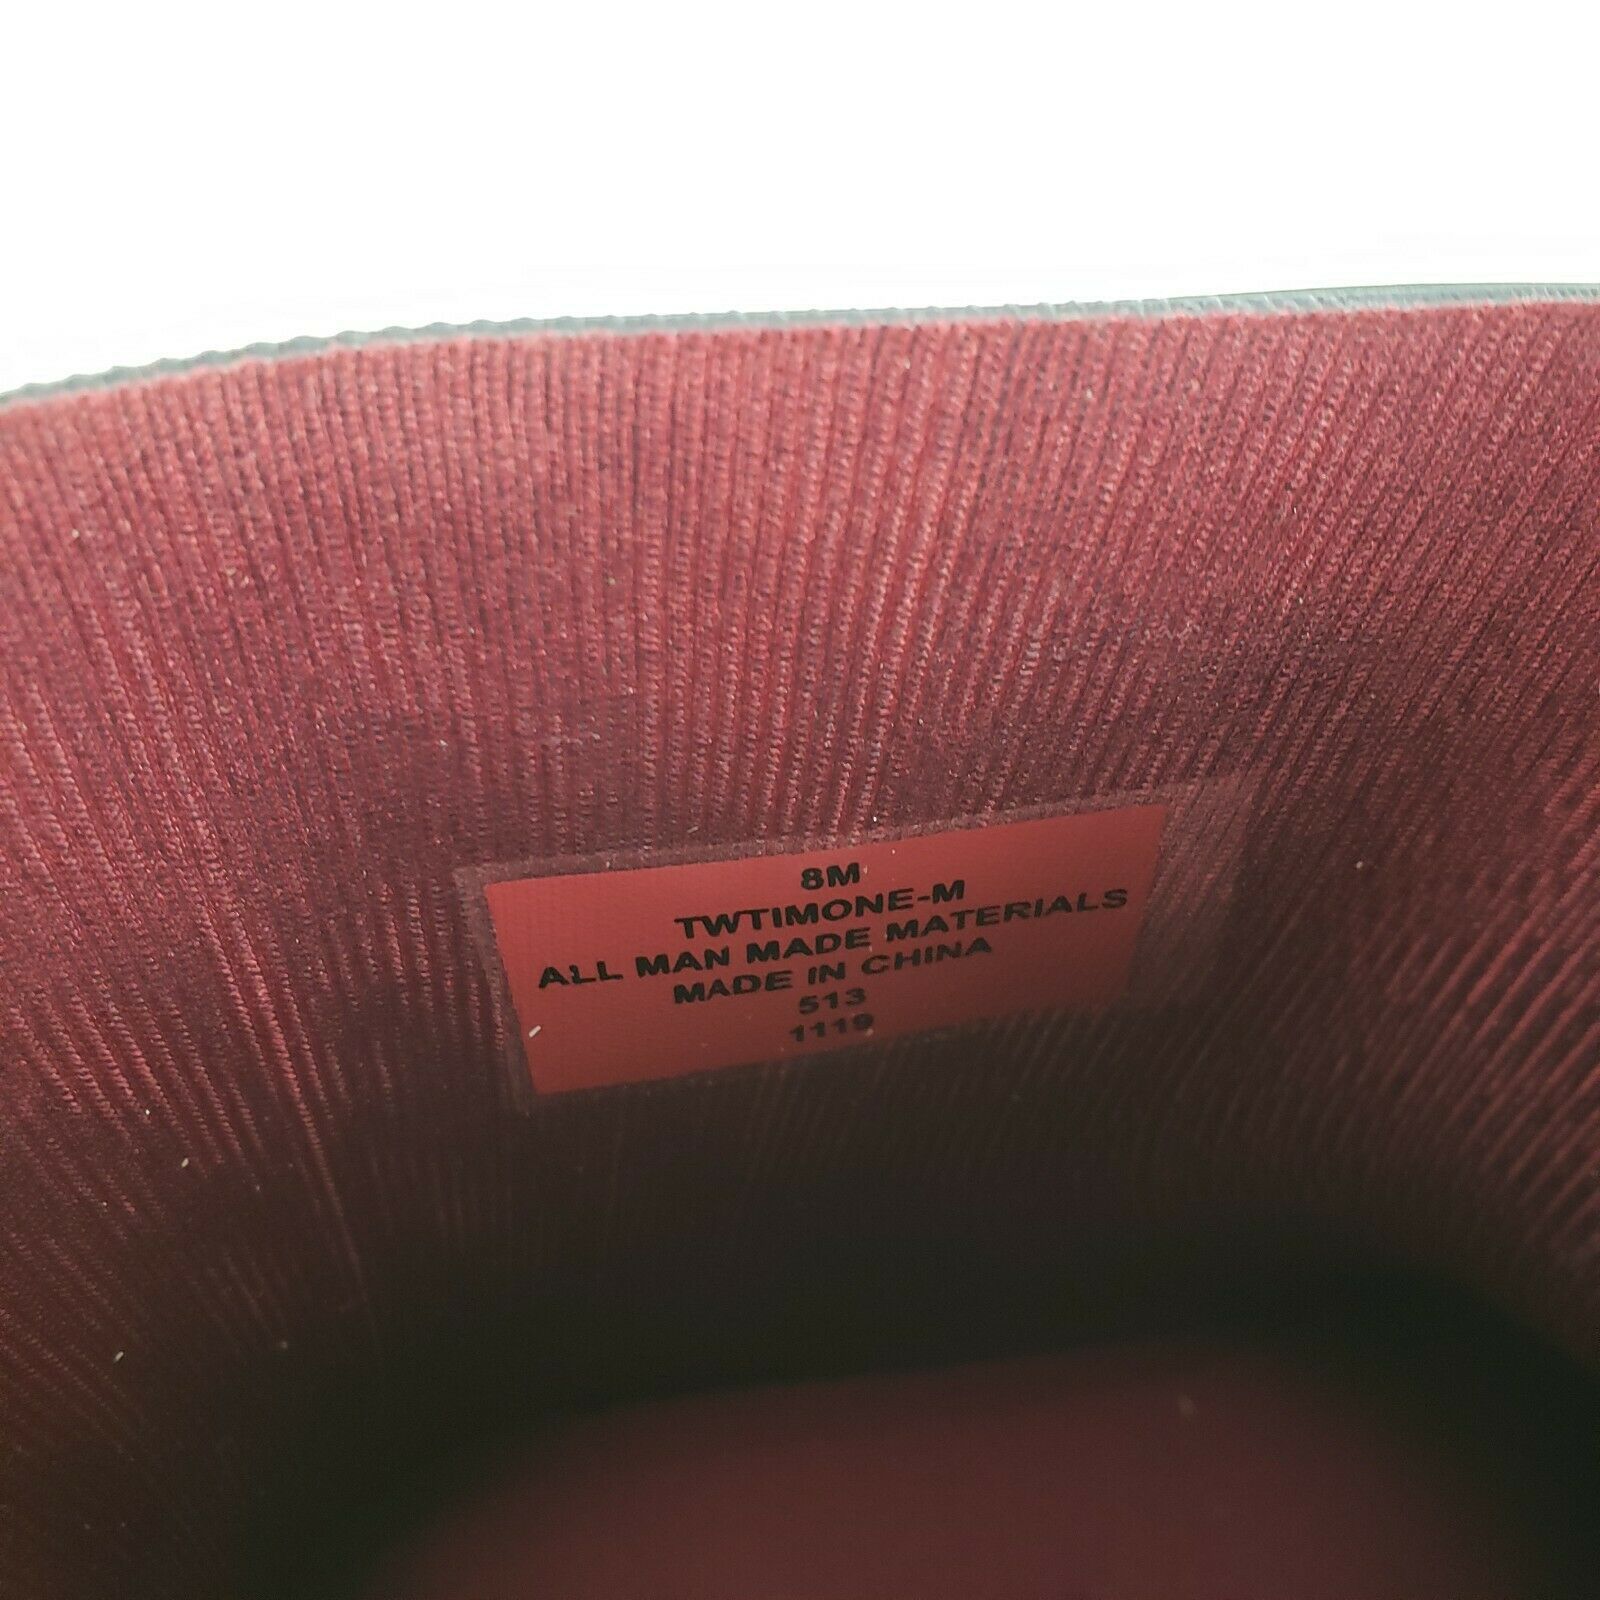 8M
TWTIMONE-M
ALL MAN MADE MATERIALS
MADE IN CHINA
513
1119